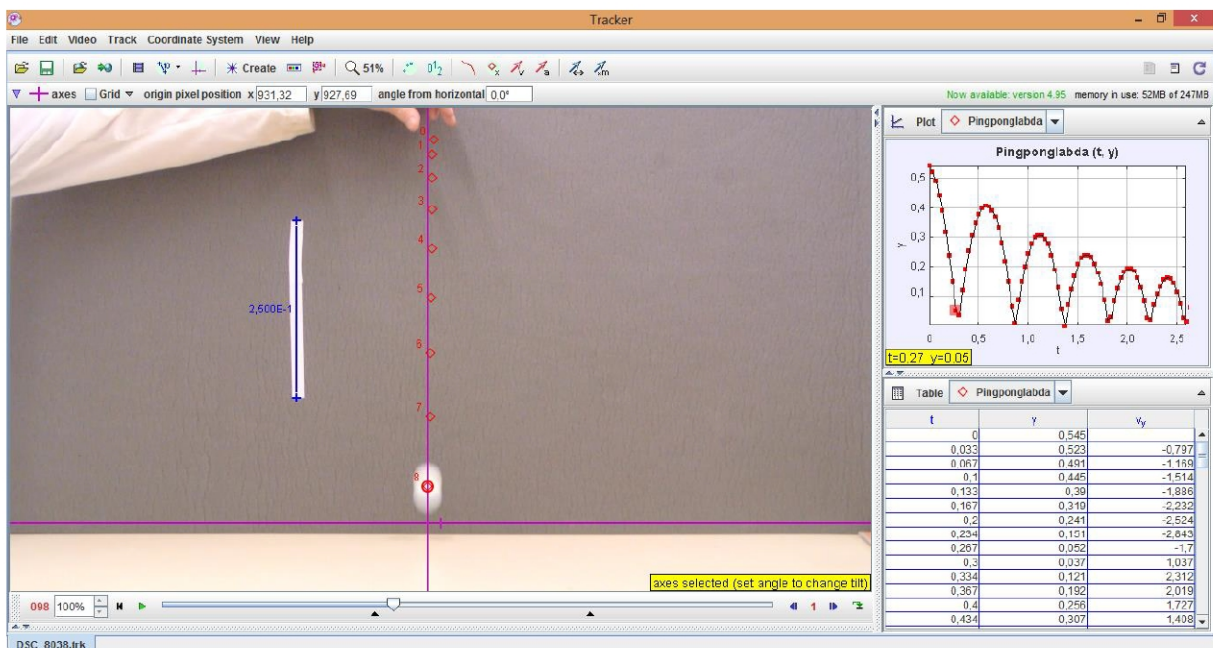 Tracker
File Edit Video Track Coordinate System View Help
Create 51%
axes Grid origin pixel position x 931,32 y 927,69 angle from horizontal 0,0° Now available: version 4.95 memory in use: 52MB of 247MB
0
1
2
3
4
5
6
7
8
2,500E-1
axes selected (set angle to change tilt)
098 100% 1
DSC_8038.trk
Plot Pingponglabda
Pingponglabda (t, y)
0,5
0,4
0,3
0,2
0,1
y
0 0,5 1,0 1,5 2,0 2,5
t
t=0,27 y=0,05
Table Pingponglabda
t y vy
0 0,545
0,033 0,523 -0,797
0,067 0,491 -1,169
0,1 0,445 -1,514
0,133 0,39 -1,886
0,167 0,319 -2,232
0,2 0,241 -2,524
0,234 0,151 -2,843
0,267 0,052 -1,7
0,3 0,037 1,037
0,334 0,121 2,312
0,367 0,192 2,019
0,4 0,256 1,727
0,434 0,307 1,408